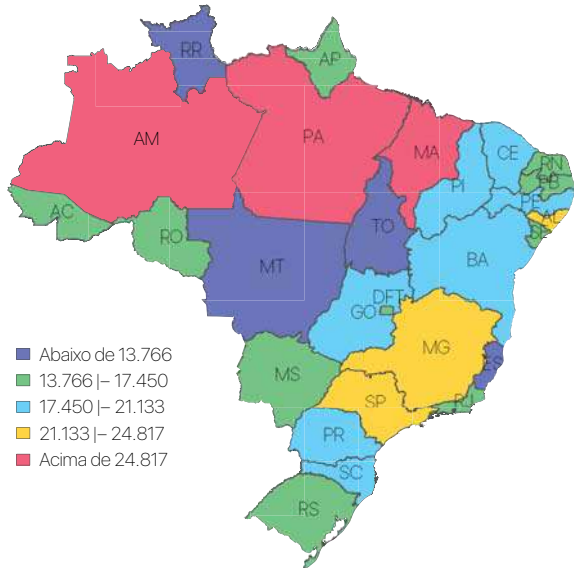 RR
AP
AM
PA
MA
CE
RN
PB
PI
PE
AL
SE
AC
TO
RO
BA
MT
DFT
GO
MG
ES
MS
SP
RJ
PR
SC
RS
Abaixo de 13.766
13.766 |– 17.450
17.450 |– 21.133
21.133 |– 24.817
Acima de 24.817